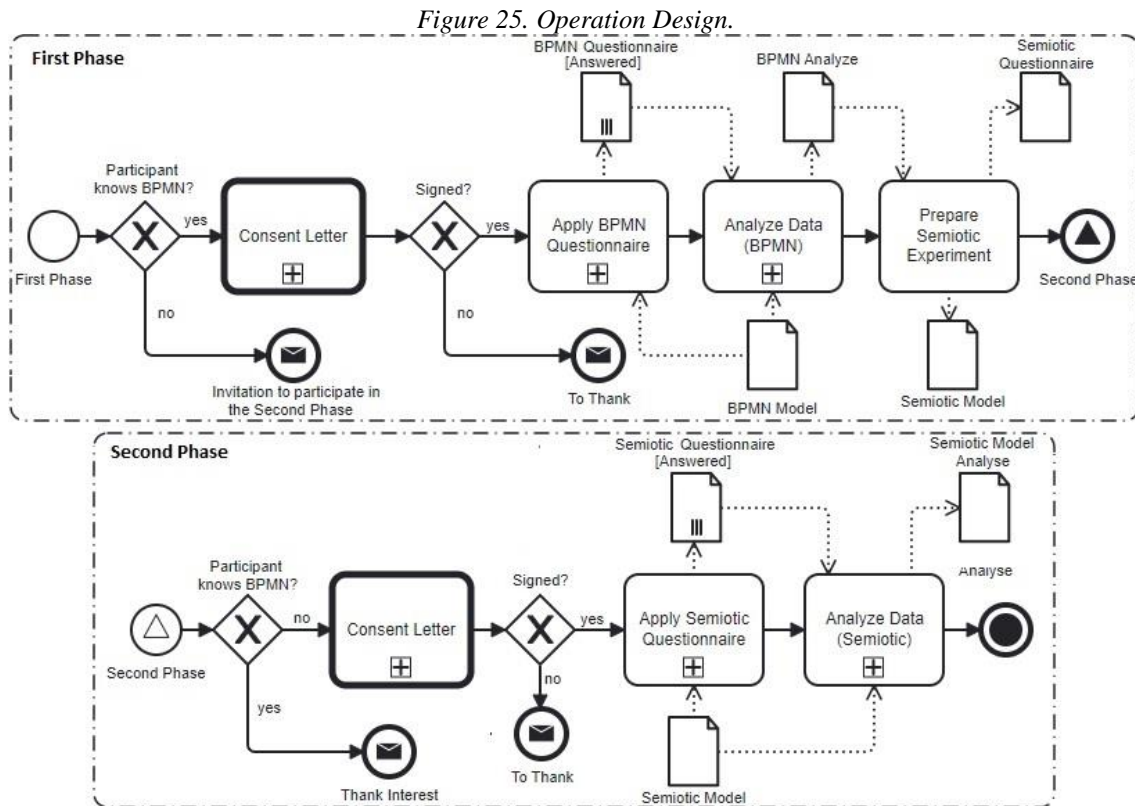 Figure 25. Operation Design.
First Phase
BPMN Questionnaire
[Answered]
BPMN Analyze
Semiotic
Questionnaire
Participant
knows BPMN?
yes
Consent Letter
Signed?
yes
Apply BPMN
Questionnaire
Analyze Data
(BPMN)
Prepare
Semiotic
Experiment
First Phase
Second Phase
no
no
Invitation to participate in
the Second Phase
To Thank
BPMN Model
Semiotic Model
Second Phase
Semiotic Questionnaire
[Answered]
Semiotic Model
Analyse
Participant
knows BPMN?
no
Consent Letter
Signed?
yes
Apply Semiotic
Questionnaire
Analyze Data
(Semiotic)
Analyse
Second Phase
yes
no
Thank Interest
To Thank
Semiotic Model